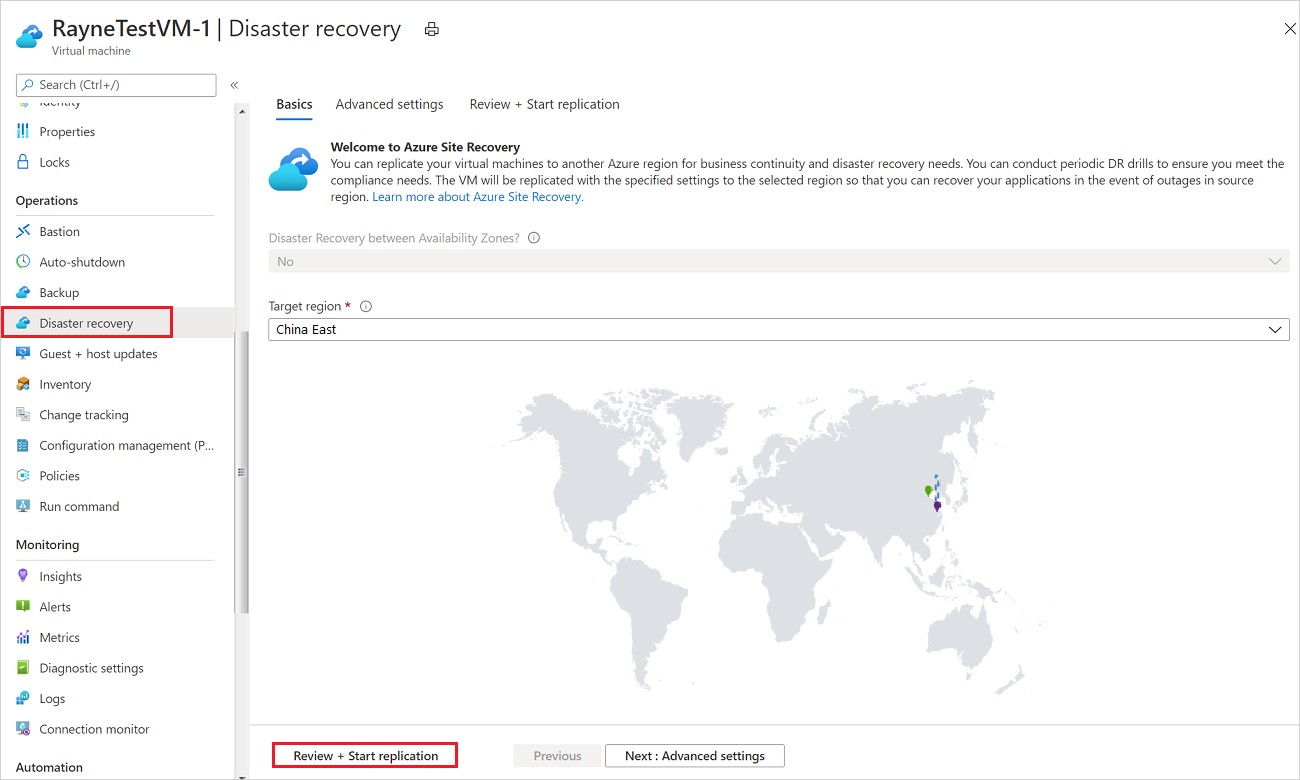 RayneTestVM-1 | Disaster recovery
Virtual machine
Search (Ctrl+/)
«
Identity
Properties
Locks
Operations
Bastion
Auto-shutdown
Backup
Disaster recovery
Guest + host updates
Inventory
Change tracking
Configuration management (P...
Policies
Run command
Monitoring
Insights
Alerts
Metrics
Diagnostic settings
Logs
Connection monitor
Automation
Basics Advanced settings Review + Start replication
Welcome to Azure Site Recovery
You can replicate your virtual machines to another Azure region for business continuity and disaster recovery needs. You can conduct periodic DR drills to ensure you meet the
compliance needs. The VM will be replicated with the specified settings to the selected region so that you can recover your applications in the event of outages in source
region. Learn more about Azure Site Recovery.
Disaster Recovery between Availability Zones?
No
Target region *
China East
Review + Start replication Previous Next : Advanced settings